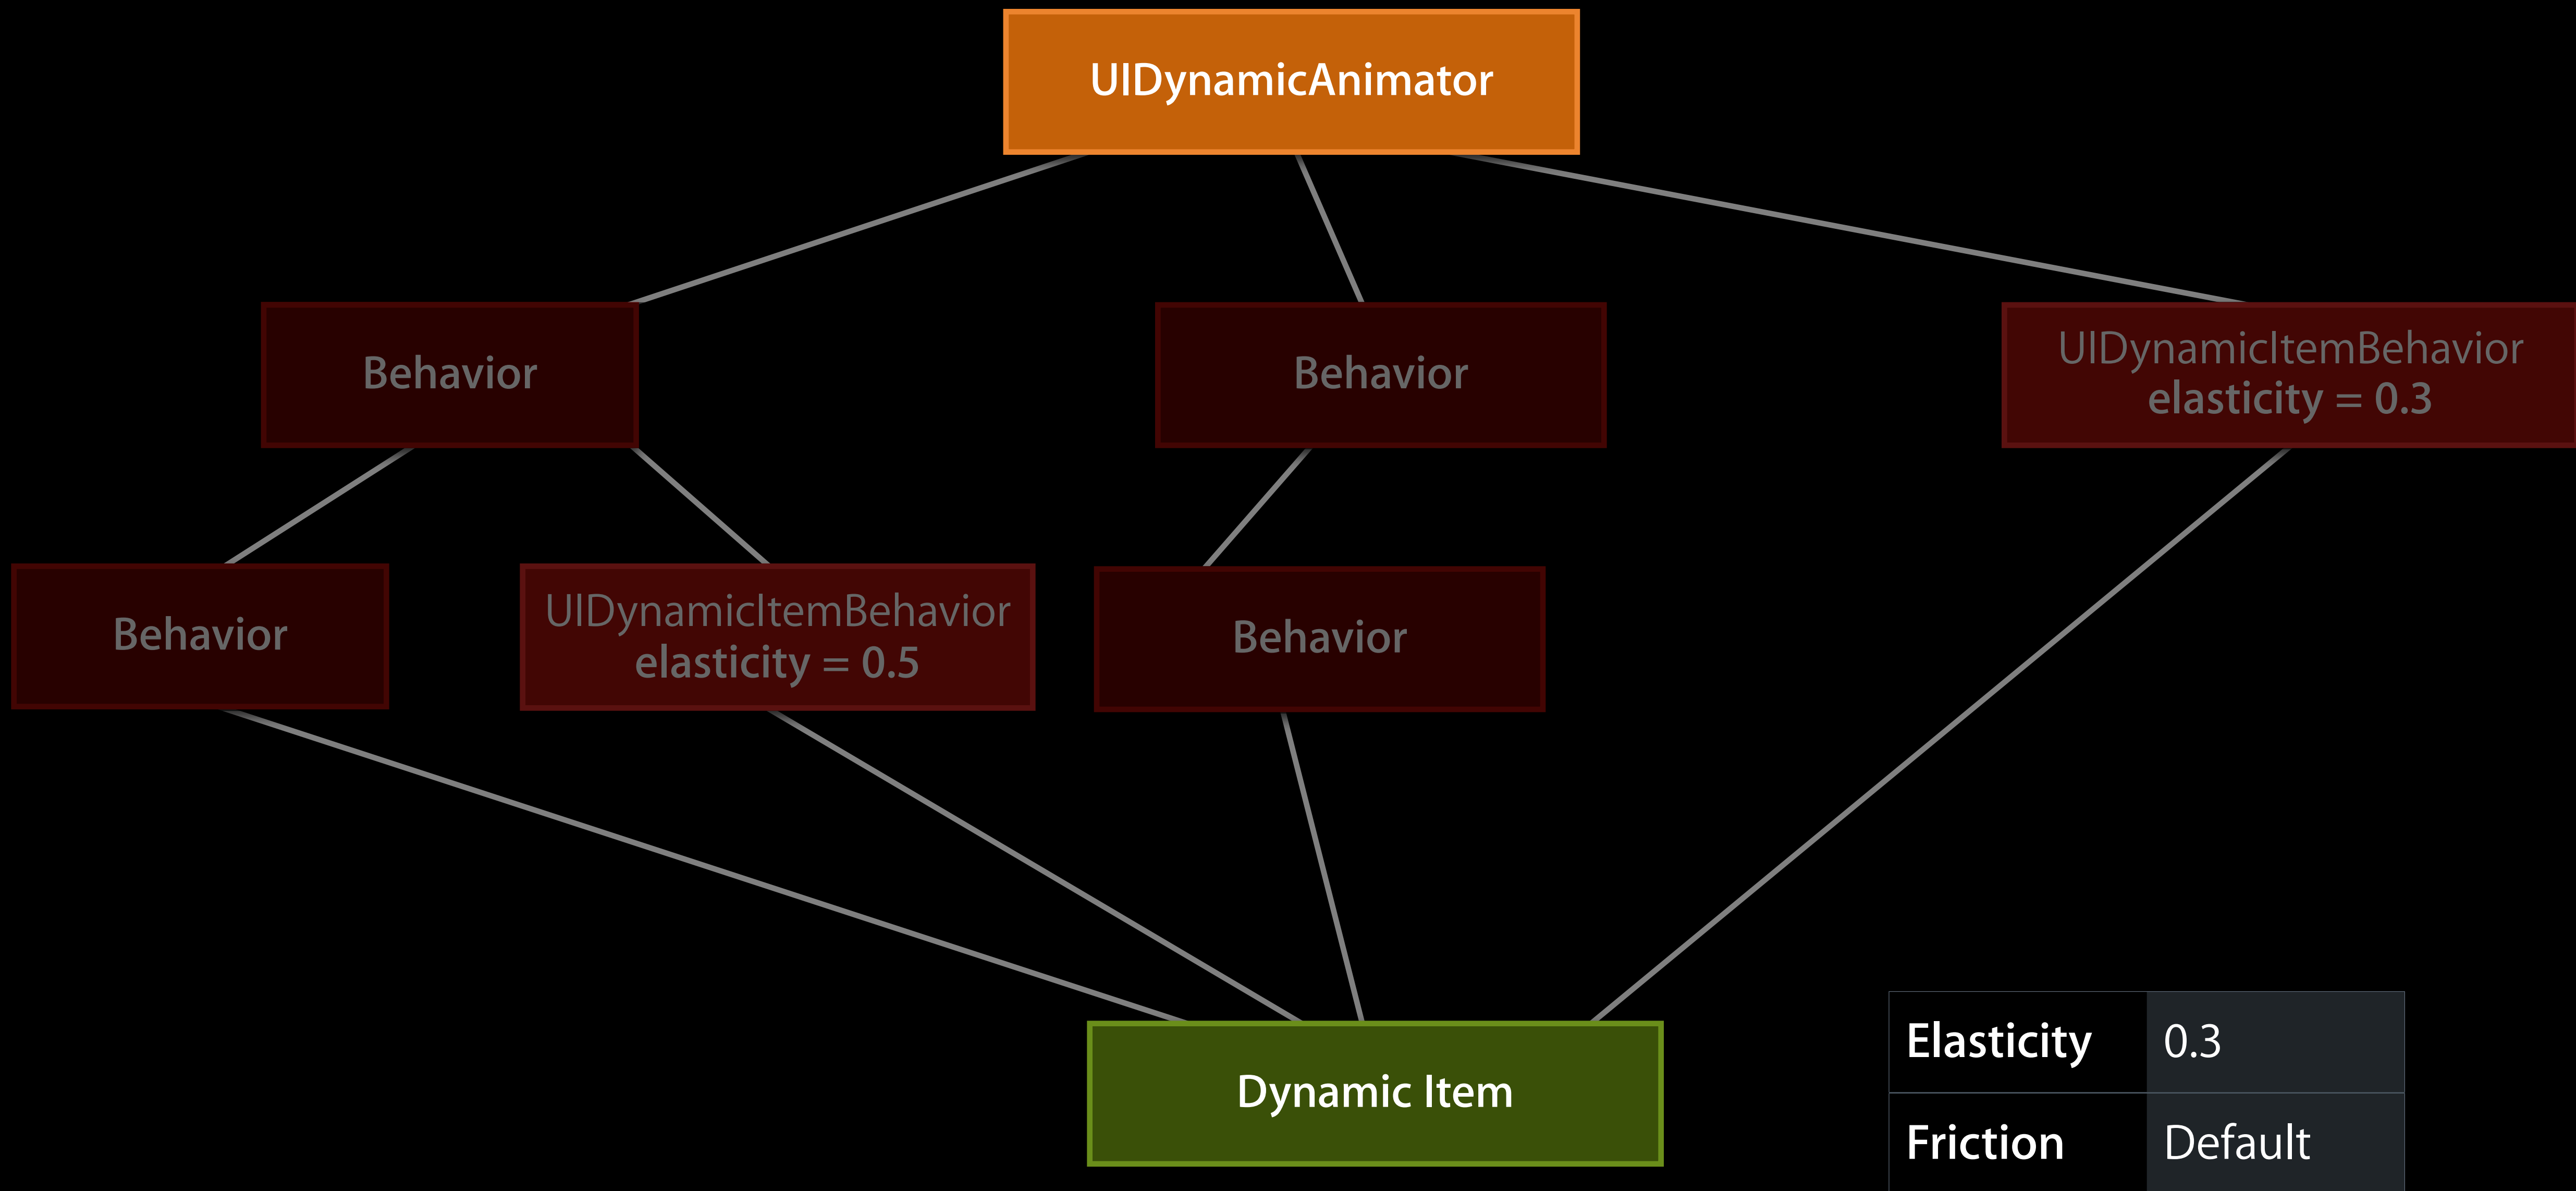 UIDynamicAnimator
Behavior
Behavior
UIDynamicItemBehavior
elasticity = 0.3
Behavior
UIDynamicItemBehavior
elasticity = 0.5
Behavior
Dynamic Item
Elasticity 0.3
Friction Default